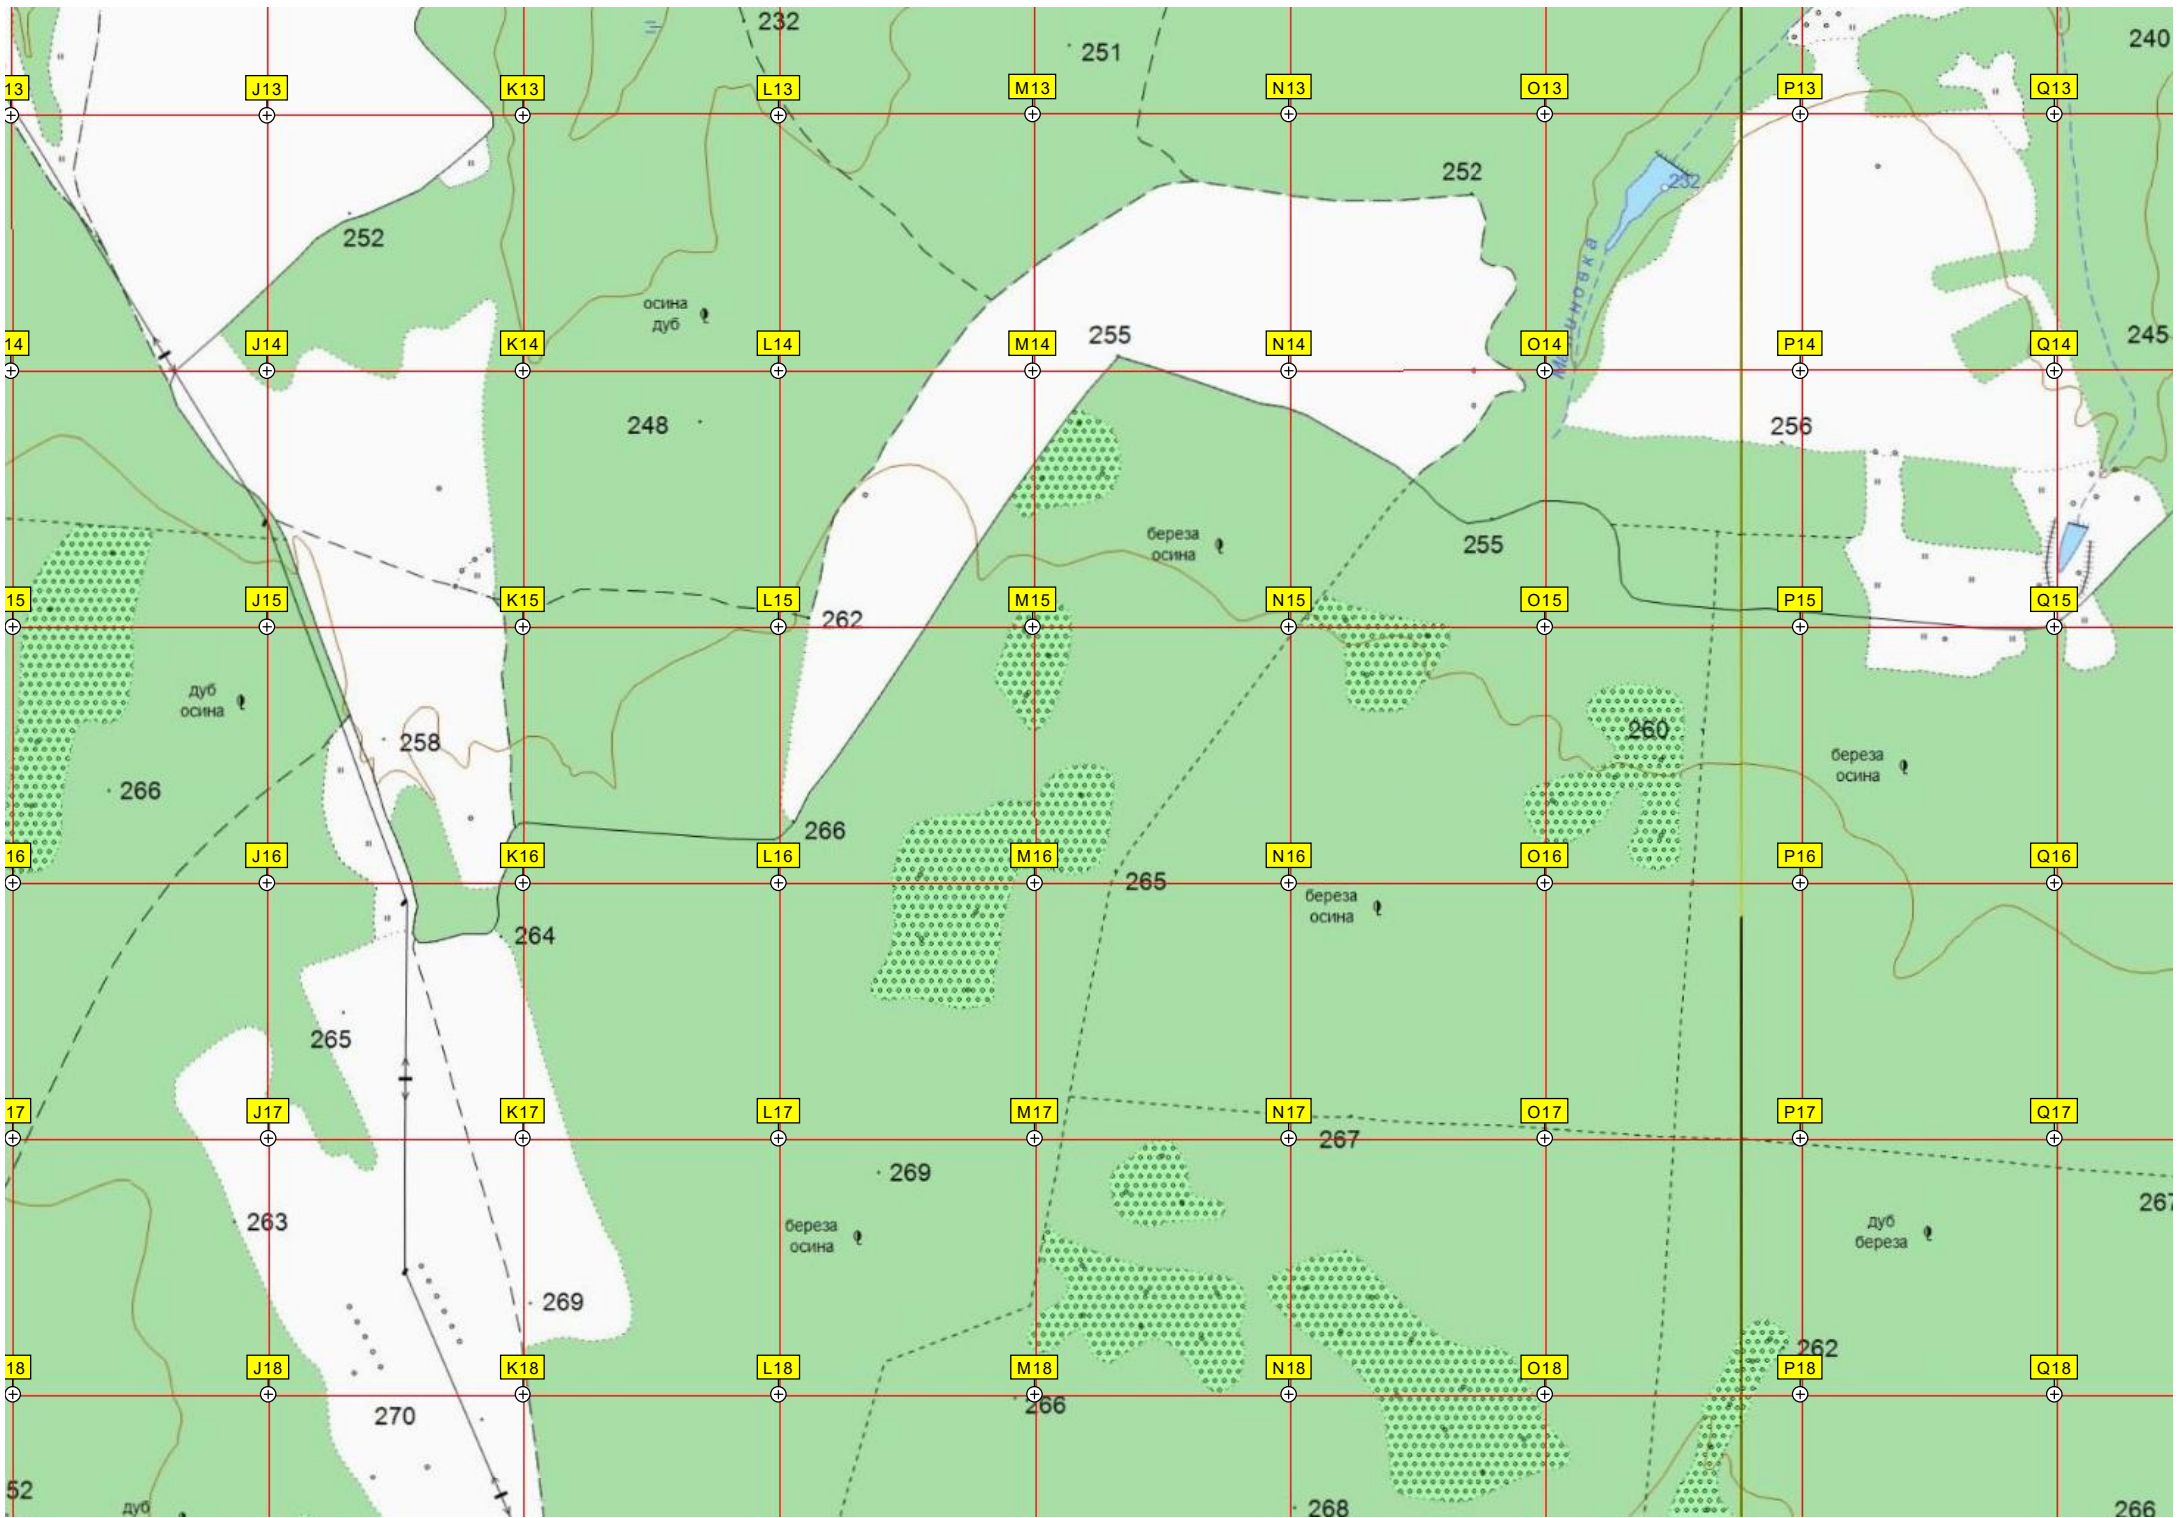 232
251
240
13
J13
K13
L13
M13
N13
O13
P13
Q13
252
232
252
осина
дуб
255
245
14
J14
K14
L14
M14
N14
O14
P14
Q14
248
256
береза
осина
255
15
J15
K15
L15
M15
N15
O15
P15
Q15
262
дуб
осина
258
260
береза
осина
266
266
16
J16
K16
L16
M16
N16
O16
P16
Q16
265
береза
осина
264
265
17
J17
K17
L17
M17
N17
O17
P17
Q17
267
269
263
береза
осина
дуб
береза
267
269
262
18
J18
K18
L18
M18
N18
O18
P18
Q18
266
270
52
дуб
268
266